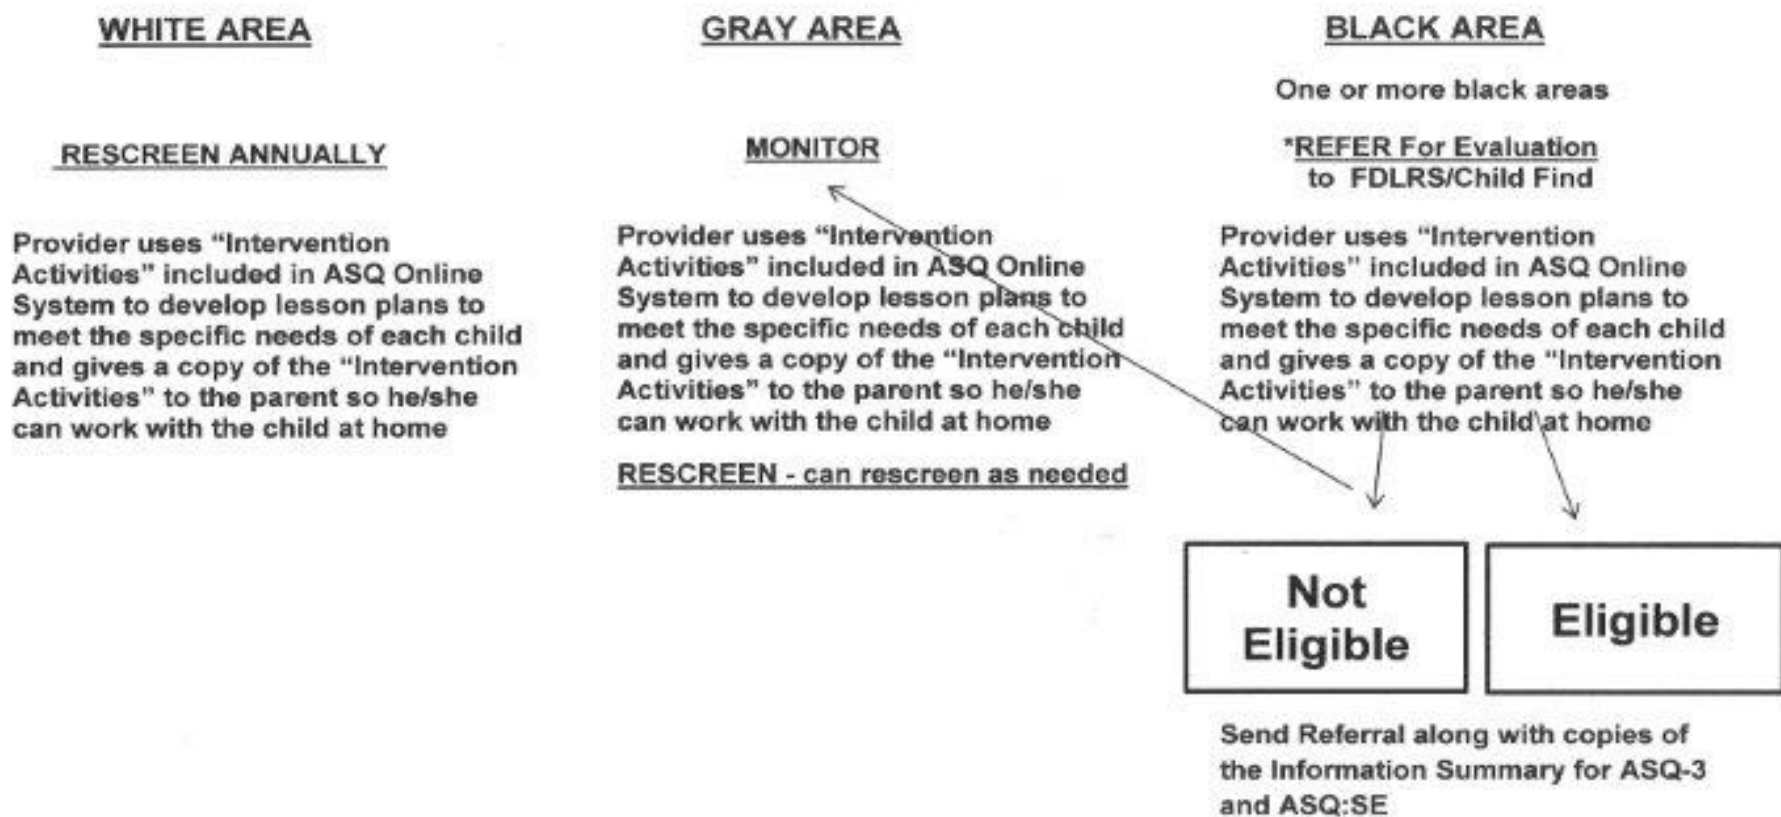 WHITE AREA
RESCREEN ANNUALLY
Provider uses “Intervention
Activities” included in ASQ Online
System to develop lesson plans to
meet the specific needs of each child
and gives a copy of the “Intervention
Activities” to the parent so he/she
can work with the child at home
GRAY AREA
MONITOR
Provider uses “Intervention
Activities” included in ASQ Online
System to develop lesson plans to
meet the specific needs of each child
and gives a copy of the “Intervention
Activities” to the parent so he/she
can work with the child at home
RESCREEN - can rescreen as needed
BLACK AREA
One or more black areas
*REFER For Evaluation
to FDLRS/Child Find
Provider uses “Intervention
Activities” included in ASQ Online
System to develop lesson plans to
meet the specific needs of each child
and gives a copy of the “Intervention
Activities” to the parent so he/she
can work with the child at home
Not
Eligible
Eligible
Send Referral along with copies of
the Information Summary for ASQ-3
and ASQ:SE